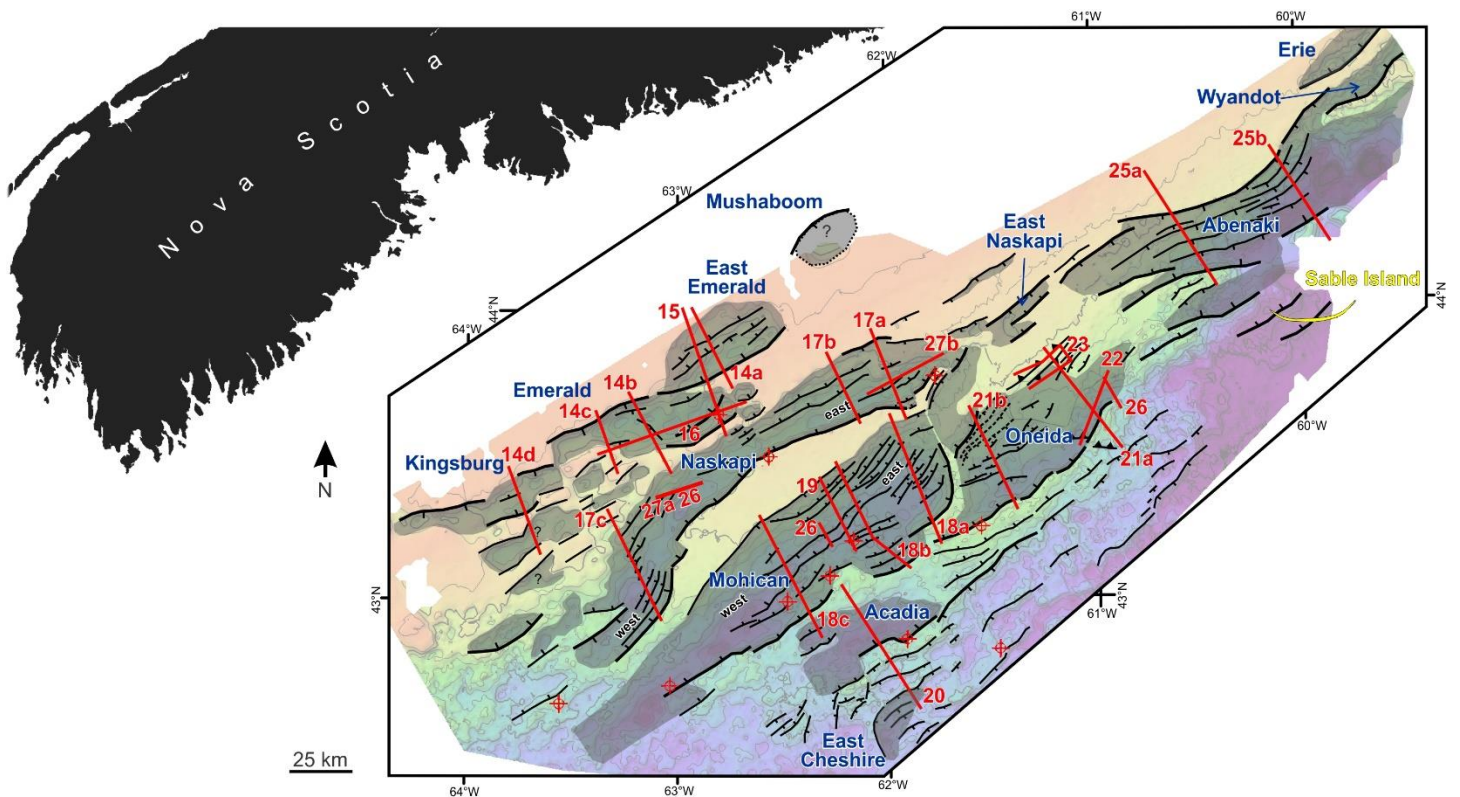 61°W
60°W
Erie
Wyandot
62°W
Nova Scotia
25b
25a
63°W
Mushaboom
?
East
Naskapi
Abenaki
East
Emerald
Sable Island
44°N
44°N
64°W
15
17a
17b
27b
23
22
14a
Emerald
14b
14c
east
21b
26
16
Oneida
60°W
Kingsburg
14d
Naskapi
21a
east
19
27a
26
17c
26
18a
18b
N
?
Mohican
43°N
43°N
61°W
west
west
Acadia
18c
20
East
Cheshire
25 km
64°W
63°W
62°W